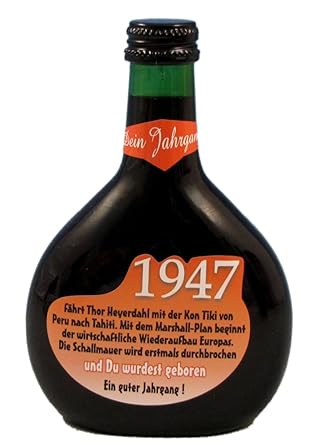 Dein Jahrgan
1947
Fährt Thor Heyerdahl mit der Kon Tiki von
Peru nach Tahiti. Mit dem Marshall-Plan beginnt
der wirtschaftliche Wiederaufbau Europas.
Die Schallmauer wird erstmals durchbrochen
und Du wurdest geboren
Ein guter Jahrgang !